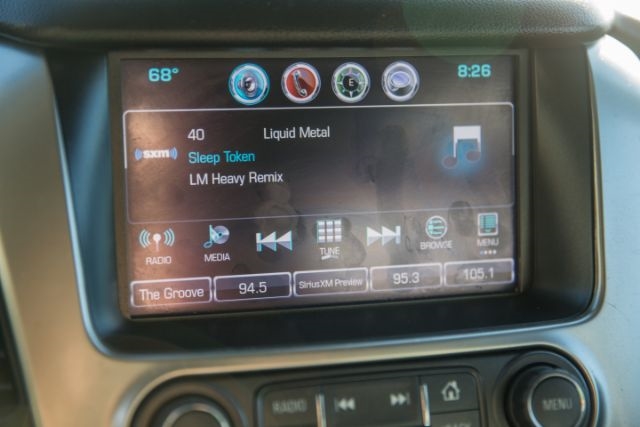 68° E 8:26
40 Liquid Metal
sxm Sleep Token
LM Heavy Remix
RADIO MEDIA TUNE BROWSE MENU
The Groove 94.5 SiriusXM Preview 95.3 105.1
RADIO MENU